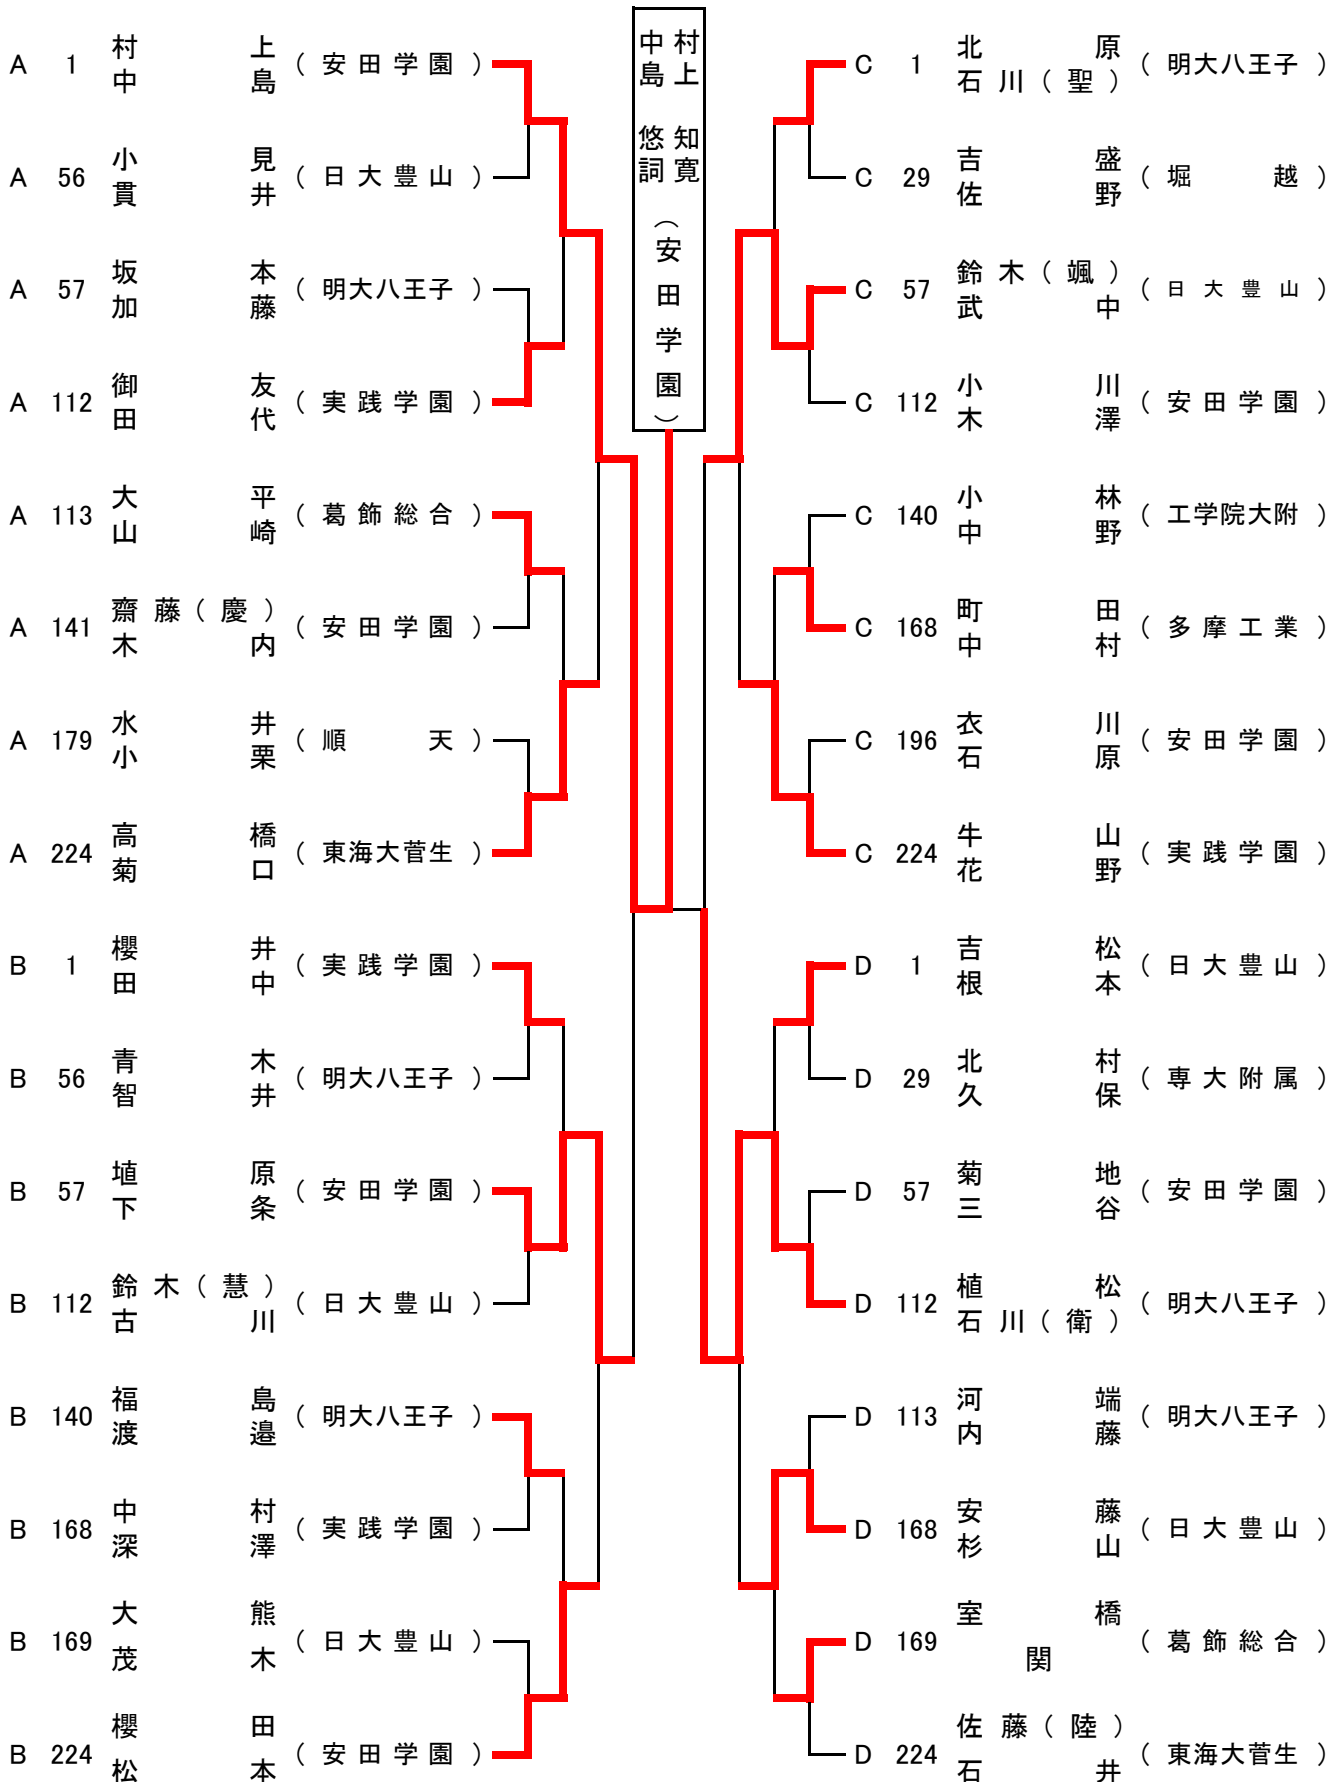 村上 知寛
中島 悠詞
（安田学園）
A 1 村上 中島 （安田学園）
A 56 小見 貫井 （日大豊山）
A 57 坂本 加藤 （明大八王子）
A 112 御友 田代 （実践学園）
A 113 大平 山崎 （葛飾総合）
A 141 齋藤（慶） 木内 （安田学園）
A 179 水井 小栗 （順天）
A 224 高橋 菊口 （東海大菅生）
B 1 櫻井 田中 （実践学園）
B 56 青木 智井 （明大八王子）
B 57 埴原 下条 （安田学園）
B 112 鈴木（慧） 古川 （日大豊山）
B 140 福島 渡邉 （明大八王子）
B 168 中村 深澤 （実践学園）
B 169 大熊 茂木 （日大豊山）
B 224 櫻田 松本 （安田学園）
C 1 北原 石川（聖） （明大八王子）
C 29 吉盛 佐野 （堀越）
C 57 鈴木（颯） 武中 （日大豊山）
C 112 小川 木澤 （安田学園）
C 140 小林 中野 （工学院大附）
C 168 町田 中村 （多摩工業）
C 196 衣川 石原 （安田学園）
C 224 牛山 花野 （実践学園）
D 1 吉松 根本 （日大豊山）
D 29 北村 久保 （専大附属）
D 57 菊地 三谷 （安田学園）
D 112 植松 石川（衛） （明大八王子）
D 113 河端 内藤 （明大八王子）
D 168 安藤 杉山 （日大豊山）
D 169 室橋 関 （葛飾総合）
D 224 佐藤（陸） 石井 （東海大菅生）